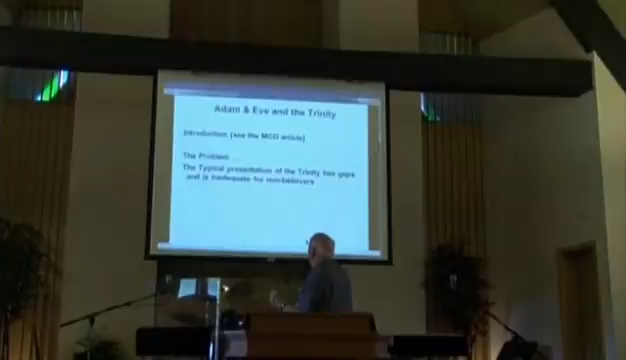 Adam & Eve and the Trinity
Introduction (see the MCO article)
The Problem ...
The Typical presentation of the Trinity has gaps
and is inadequate for non-believers